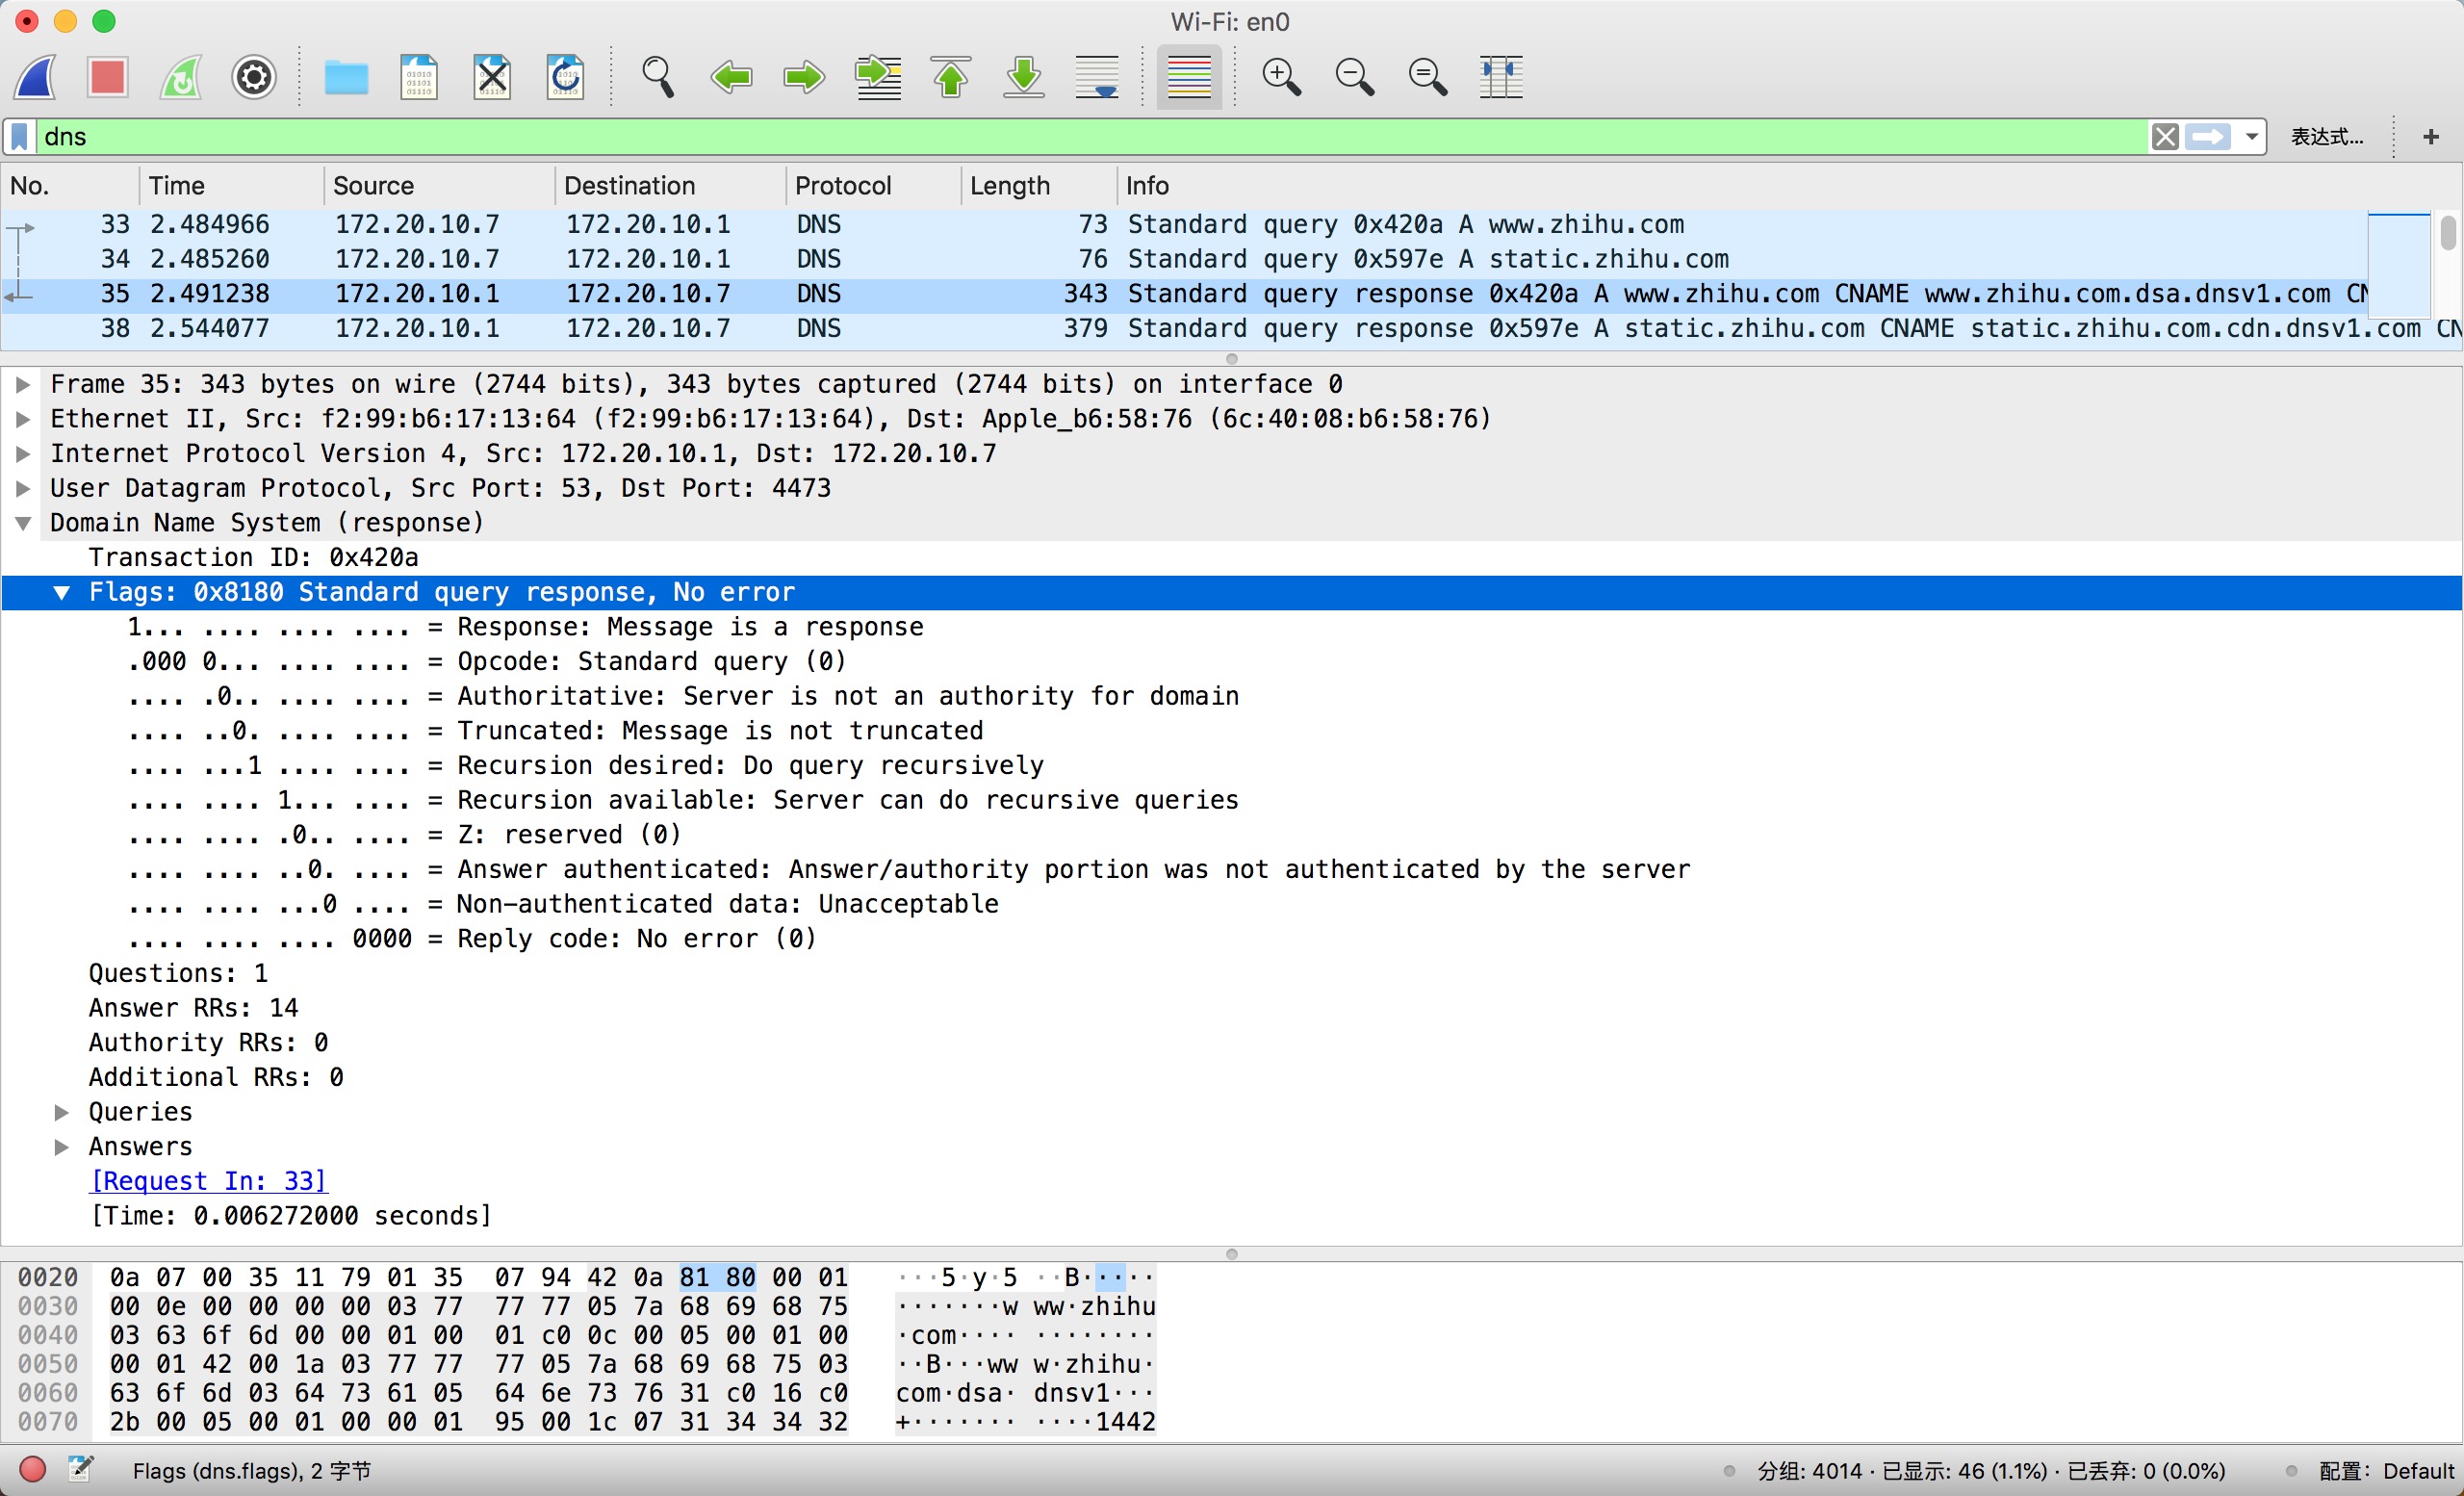 Wi-Fi: en0
dns
表达式...
+
No. Time Source Destination Protocol Length Info
33 2.484966 172.20.10.7 172.20.10.1 DNS 73 Standard query 0x420a A www.zhihu.com
34 2.485260 172.20.10.7 172.20.10.1 DNS 76 Standard query 0x597e A static.zhihu.com
35 2.491238 172.20.10.1 172.20.10.7 DNS 343 Standard query response 0x420a A www.zhihu.com CNAME www.zhihu.com.dsa.dnsv1.com CN
38 2.544077 172.20.10.1 172.20.10.7 DNS 379 Standard query response 0x597e A static.zhihu.com CNAME static.zhihu.com.cdn.dnsv1.com CN
Frame 35: 343 bytes on wire (2744 bits), 343 bytes captured (2744 bits) on interface 0
Ethernet II, Src: f2:99:b6:17:13:64 (f2:99:b6:17:13:64), Dst: Apple_b6:58:76 (6c:40:08:b6:58:76)
Internet Protocol Version 4, Src: 172.20.10.1, Dst: 172.20.10.7
User Datagram Protocol, Src Port: 53, Dst Port: 4473
Domain Name System (response)
Transaction ID: 0x420a
Flags: 0x8180 Standard query response, No error
1... .... .... .... = Response: Message is a response
.000 0... .... .... = Opcode: Standard query (0)
.... .0.. .... .... = Authoritative: Server is not an authority for domain
.... ..0. .... .... = Truncated: Message is not truncated
.... ...1 .... .... = Recursion desired: Do query recursively
.... .... 1... .... = Recursion available: Server can do recursive queries
.... .... .0.. .... = Z: reserved (0)
.... .... ..0. .... = Answer authenticated: Answer/authority portion was not authenticated by the server
.... .... ...0 .... = Non-authenticated data: Unacceptable
.... .... .... 0000 = Reply code: No error (0)
Questions: 1
Answer RRs: 14
Authority RRs: 0
Additional RRs: 0
Queries
Answers
[Request In: 33]
[Time: 0.006272000 seconds]
0020 0a 07 00 35 11 79 01 35 07 94 42 0a 81 80 00 01 ···5·y·5 ··B·····
0030 00 0e 00 00 00 00 03 77 77 77 05 7a 68 69 68 75 ·······w ww·zhihu
0040 03 63 6f 6d 00 00 01 00 01 c0 0c 00 05 00 01 00 ·com···· ········
0050 00 01 42 00 1a 03 77 77 77 05 7a 68 69 68 75 03 ··B···ww w·zhihu·
0060 63 6f 6d 03 64 73 61 05 64 6e 73 76 31 c0 16 c0 com·dsa· dnsv1···
0070 2b 00 05 00 01 00 00 01 95 00 1c 07 31 34 34 32 +······· ····1442
Flags (dns.flags), 2 字节
分组: 4014 · 已显示: 46 (1.1%) · 已丢弃: 0 (0.0%)
配置: Default